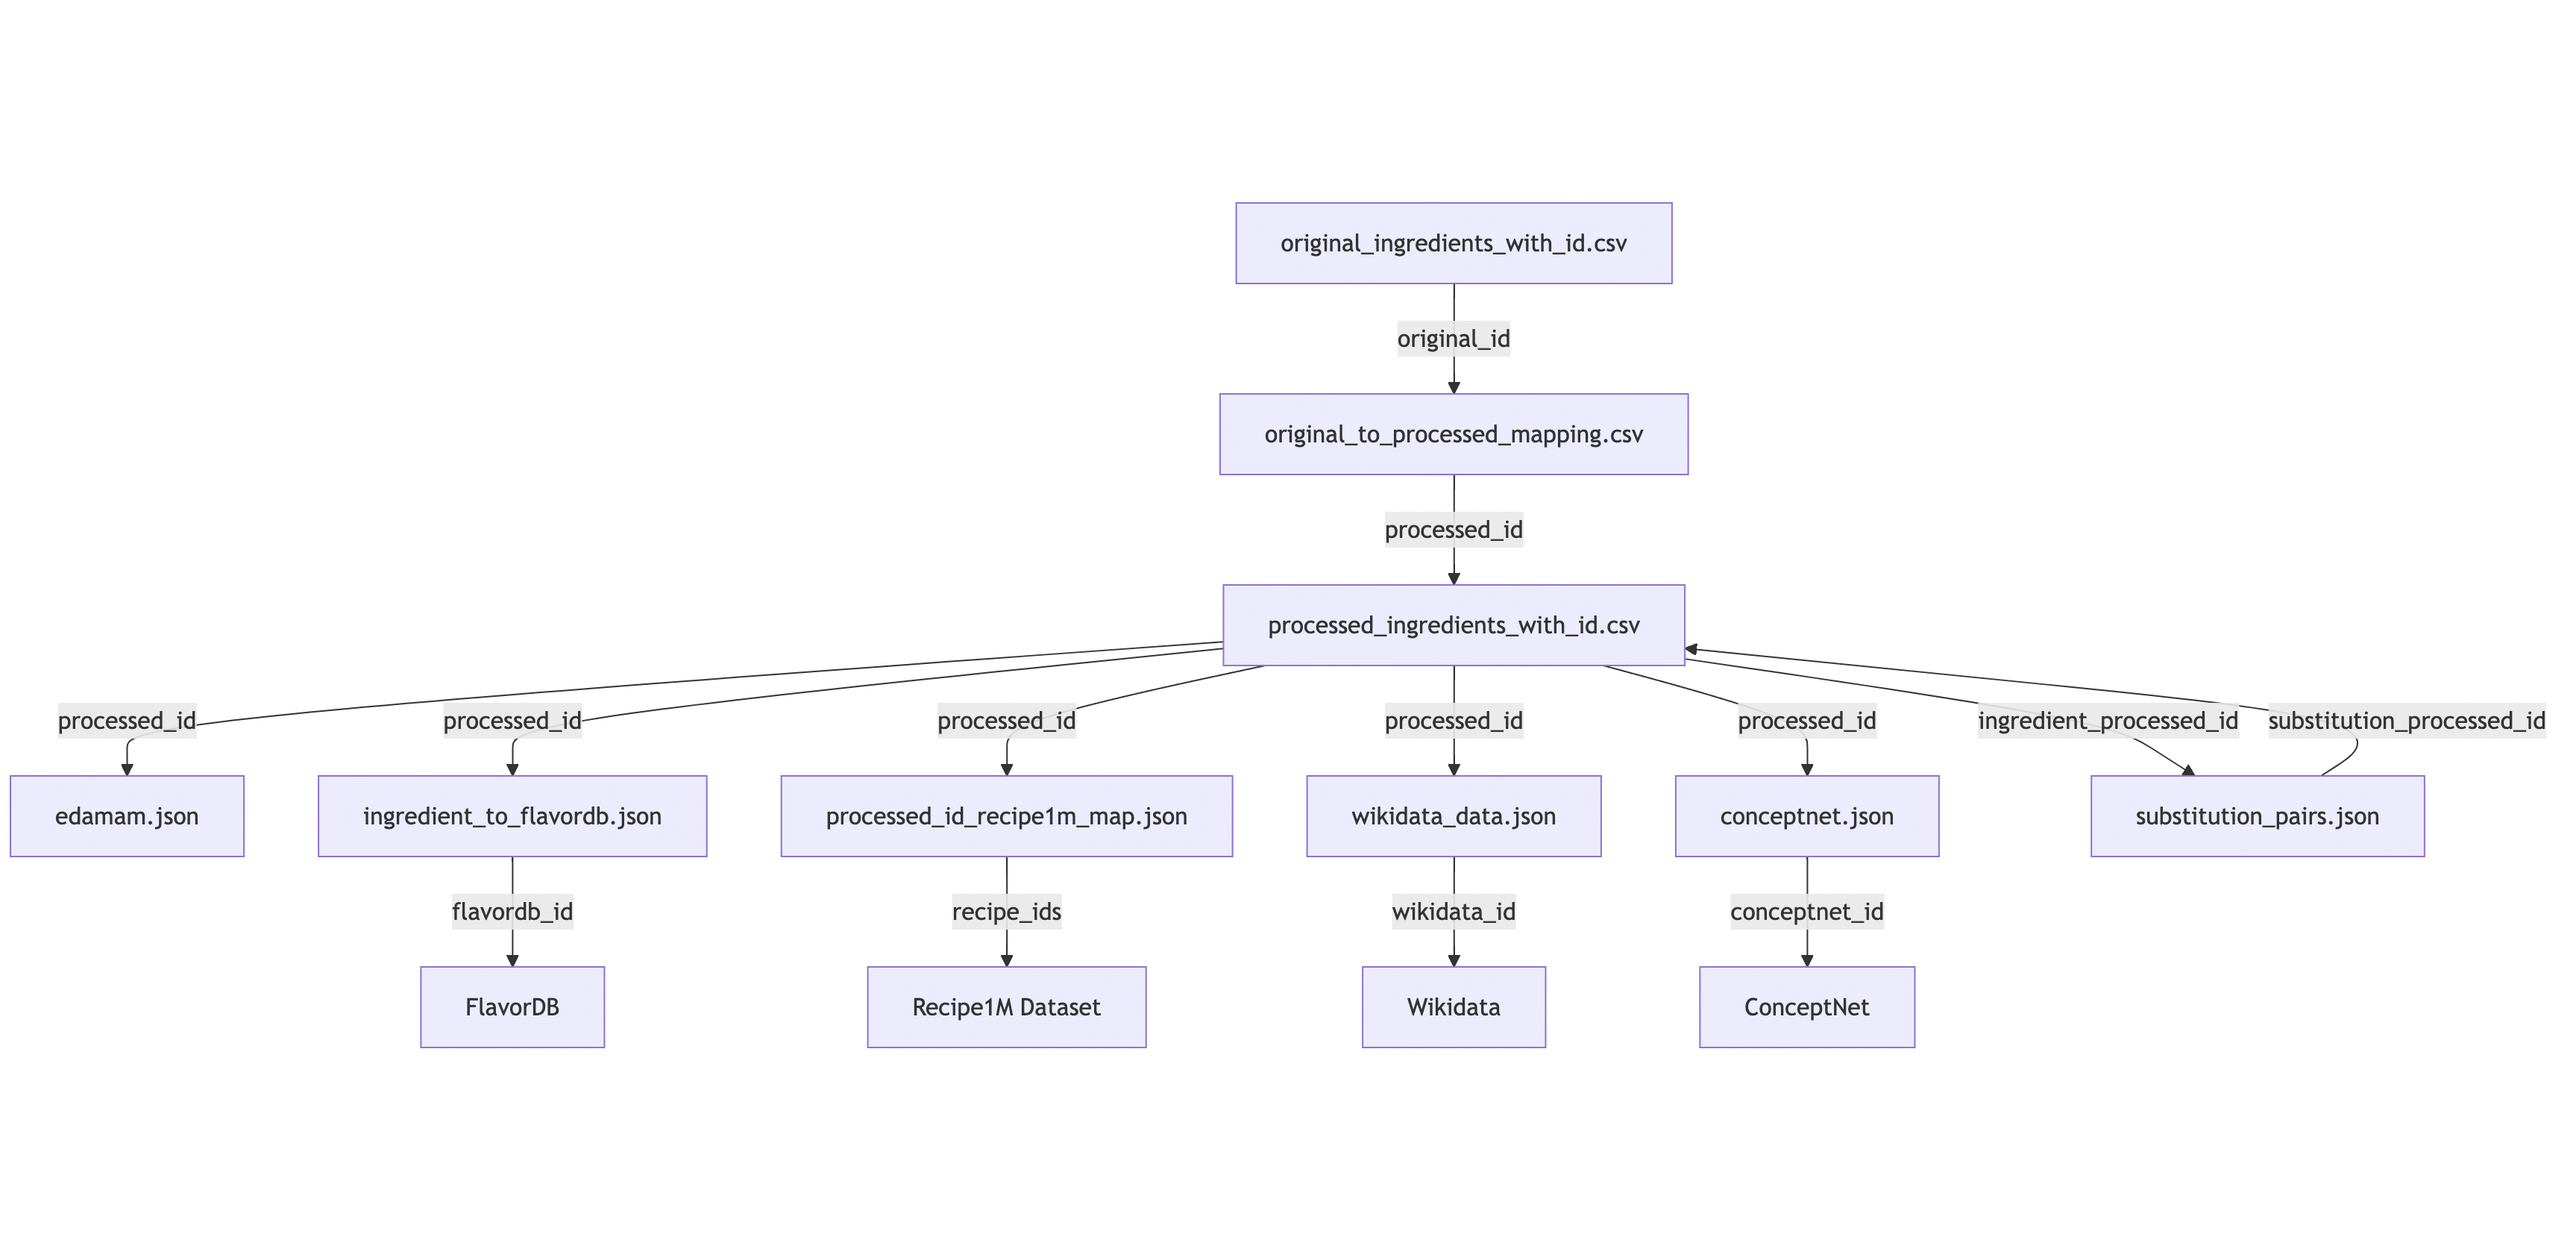 original_ingredients_with_id.csv
original_id
original_to_processed_mapping.csv
processed_id
processed_ingredients_with_id.csv
processed_id
processed_id
processed_id
processed_id
processed_id
ingredient_processed_id
substitution_processed_id
edamam.json
ingredient_to_flavordb.json
processed_id_recipe1m_map.json
wikidata_data.json
conceptnet.json
substitution_pairs.json
flavordb_id
recipe_ids
wikidata_id
conceptnet_id
FlavorDB
Recipe1M Dataset
Wikidata
ConceptNet